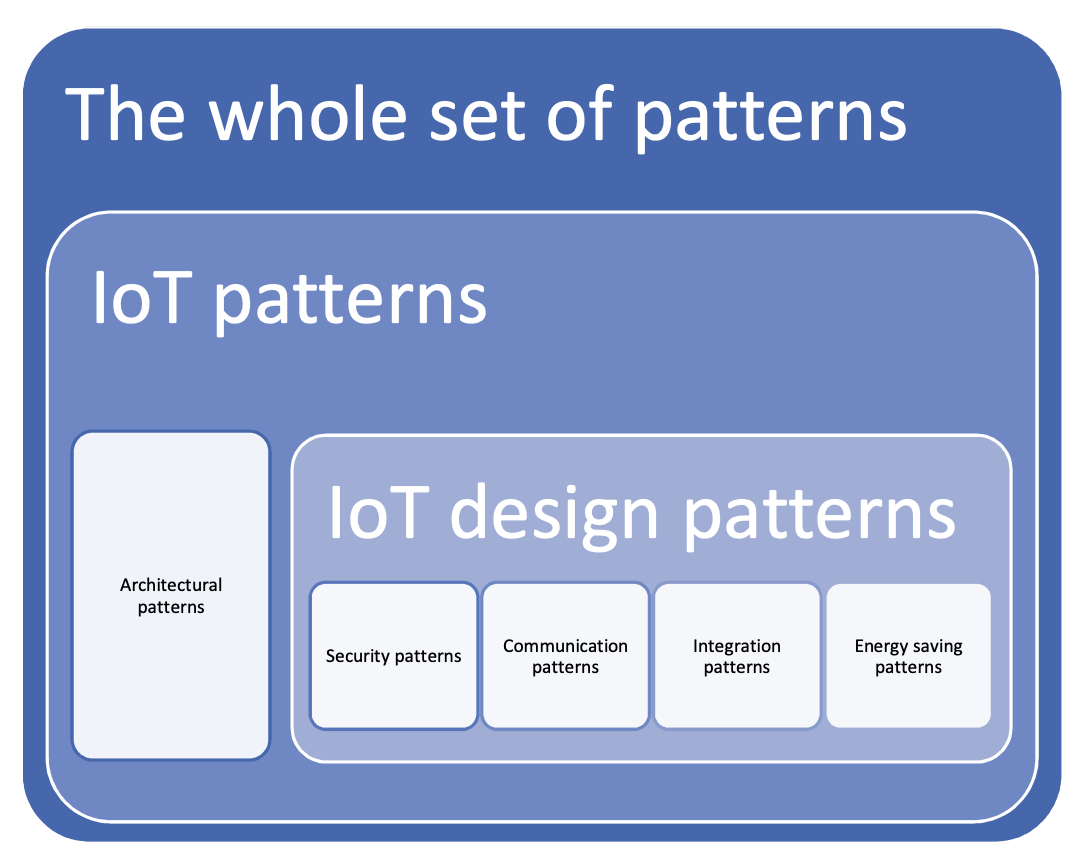 The whole set of patterns
IoT patterns
Architectural
patterns
IoT design patterns
Security patterns
Communication
patterns
Integration
patterns
Energy saving
patterns